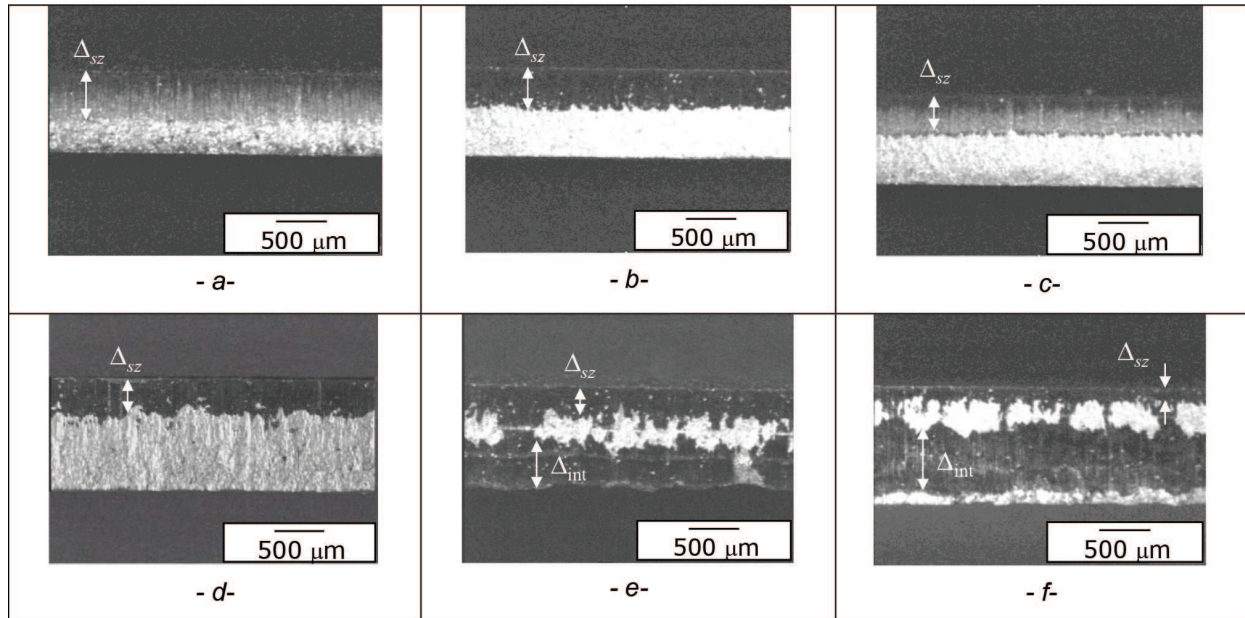 Δsz
500 μm
- a-
Δsz
500 μm
- b-
Δsz
500 μm
- c-
Δsz
500 μm
- d-
Δsz
Δint
500 μm
- e-
Δsz
Δint
500 μm
- f-